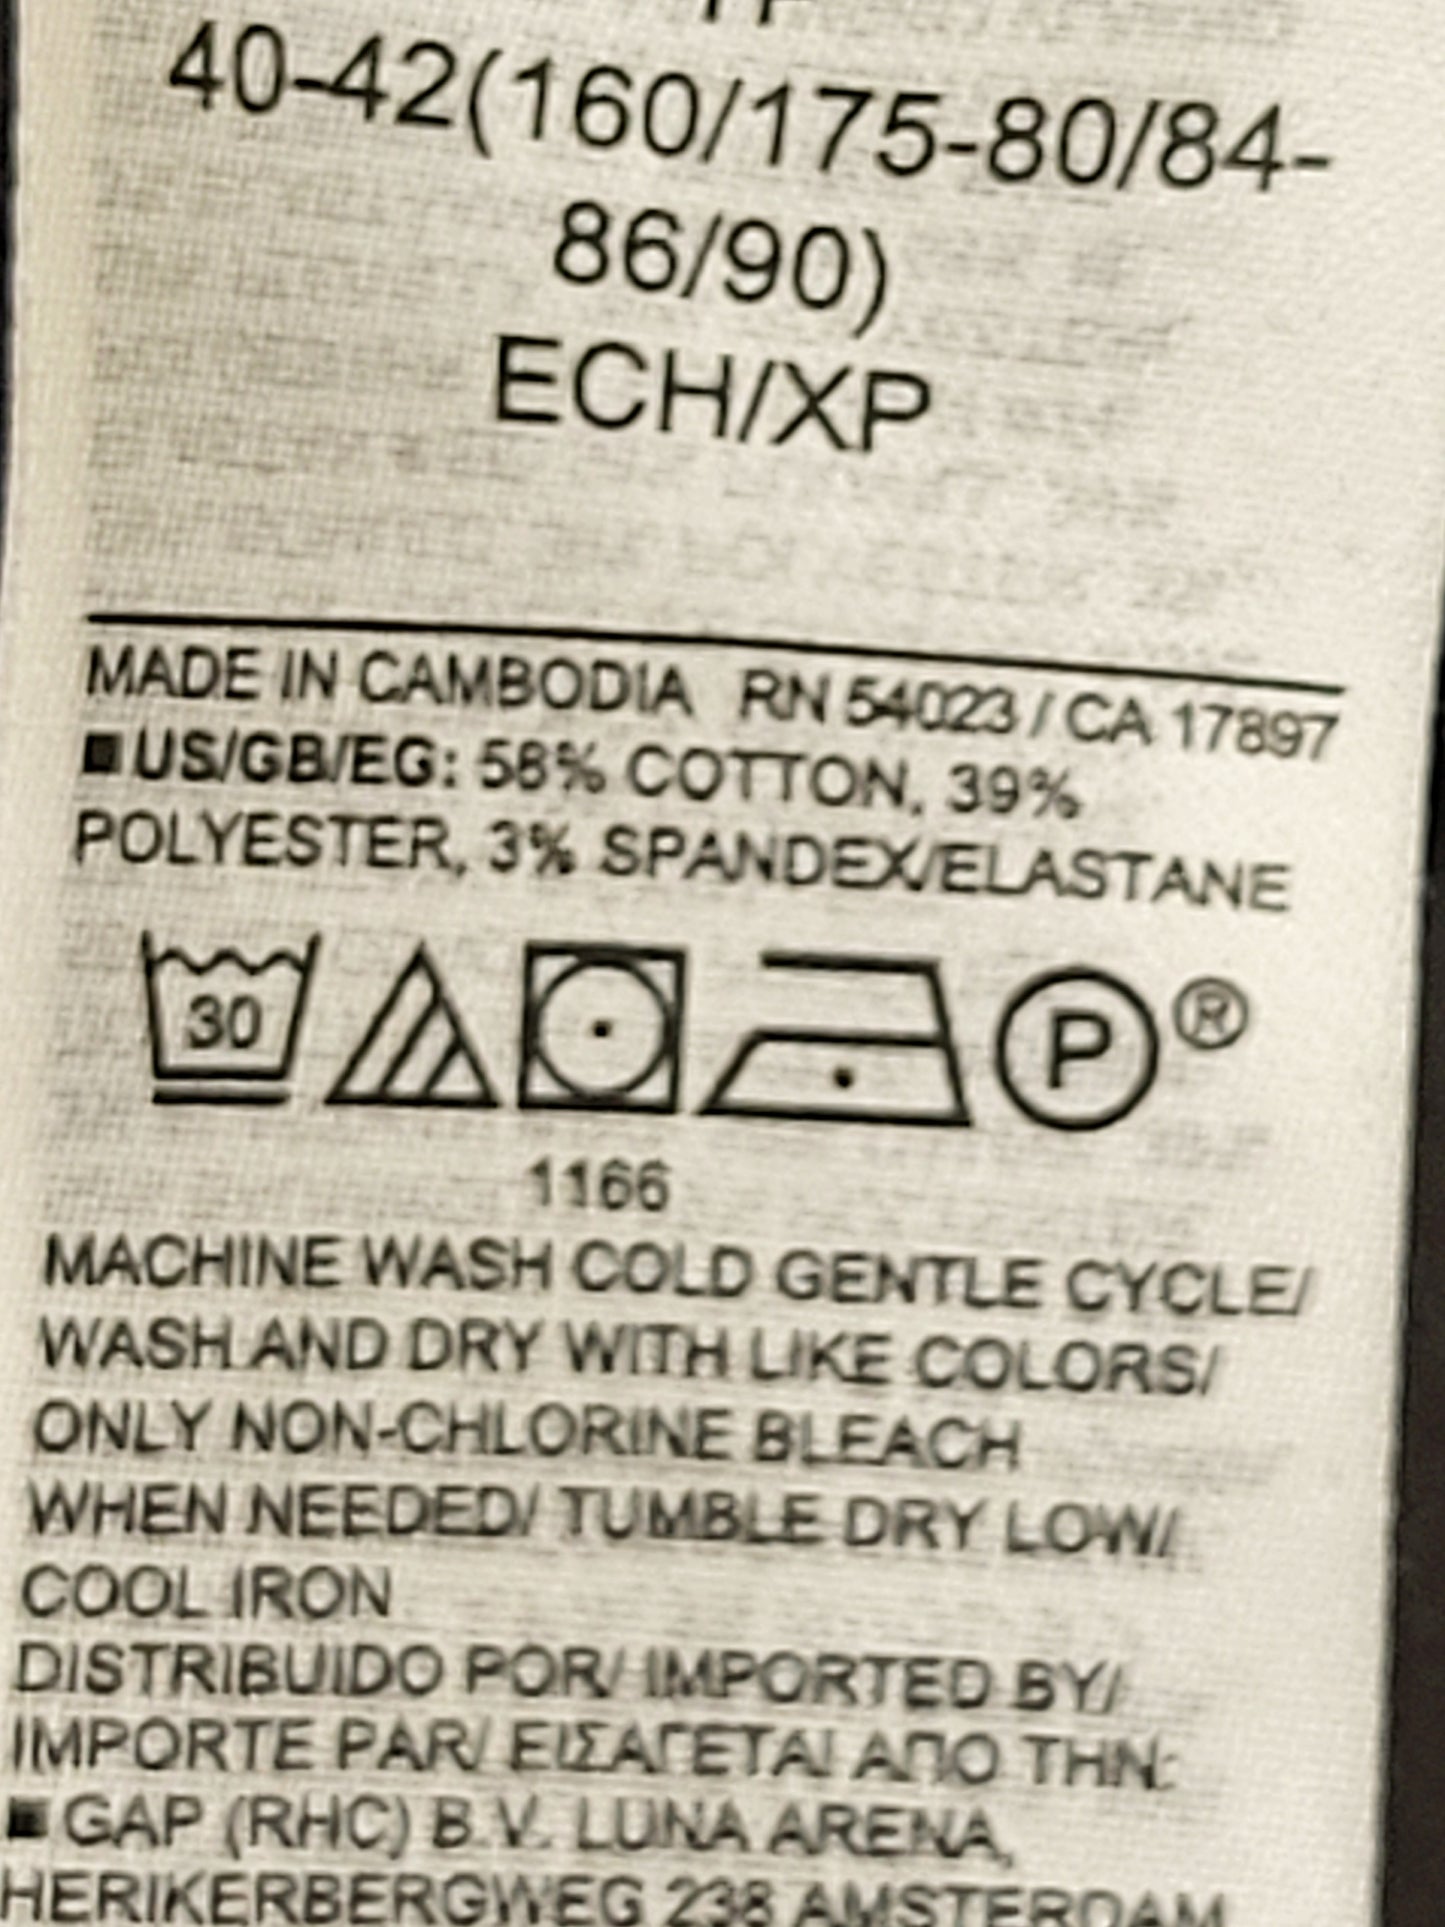 40-42(160/175-80/84-
86/90)
ECH/XP
MADE IN CAMBODIA RN 54023 / CA 17897
■US/GB/EG: 58% COTTON, 39%
POLYESTER, 3% SPANDEX/ELASTANE
30 P ®
1166
MACHINE WASH COLD GENTLE CYCLE/
WASH AND DRY WITH LIKE COLORS/
ONLY NON-CHLORINE BLEACH
WHEN NEEDED/ TUMBLE DRY LOW/
COOL IRON
DISTRIBUIDO POR/ IMPORTED BY/
IMPORTE PAR/ ΕΙΣΑΓΕΤΑΙ ΑΠΟ ΤΗΝ:
■GAP (RHC) B.V. LUNA ARENA,
HERIKERBERGWEG 238 AMSTERDAM